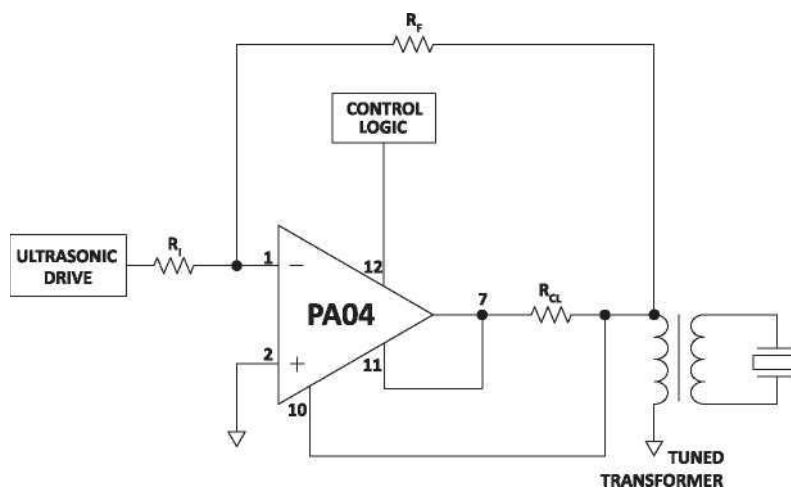 R_F
CONTROL
LOGIC
ULTRASONIC
DRIVE
R_I
1
12
PA04
7
R_CL
2
11
10
TUNED
TRANSFORMER